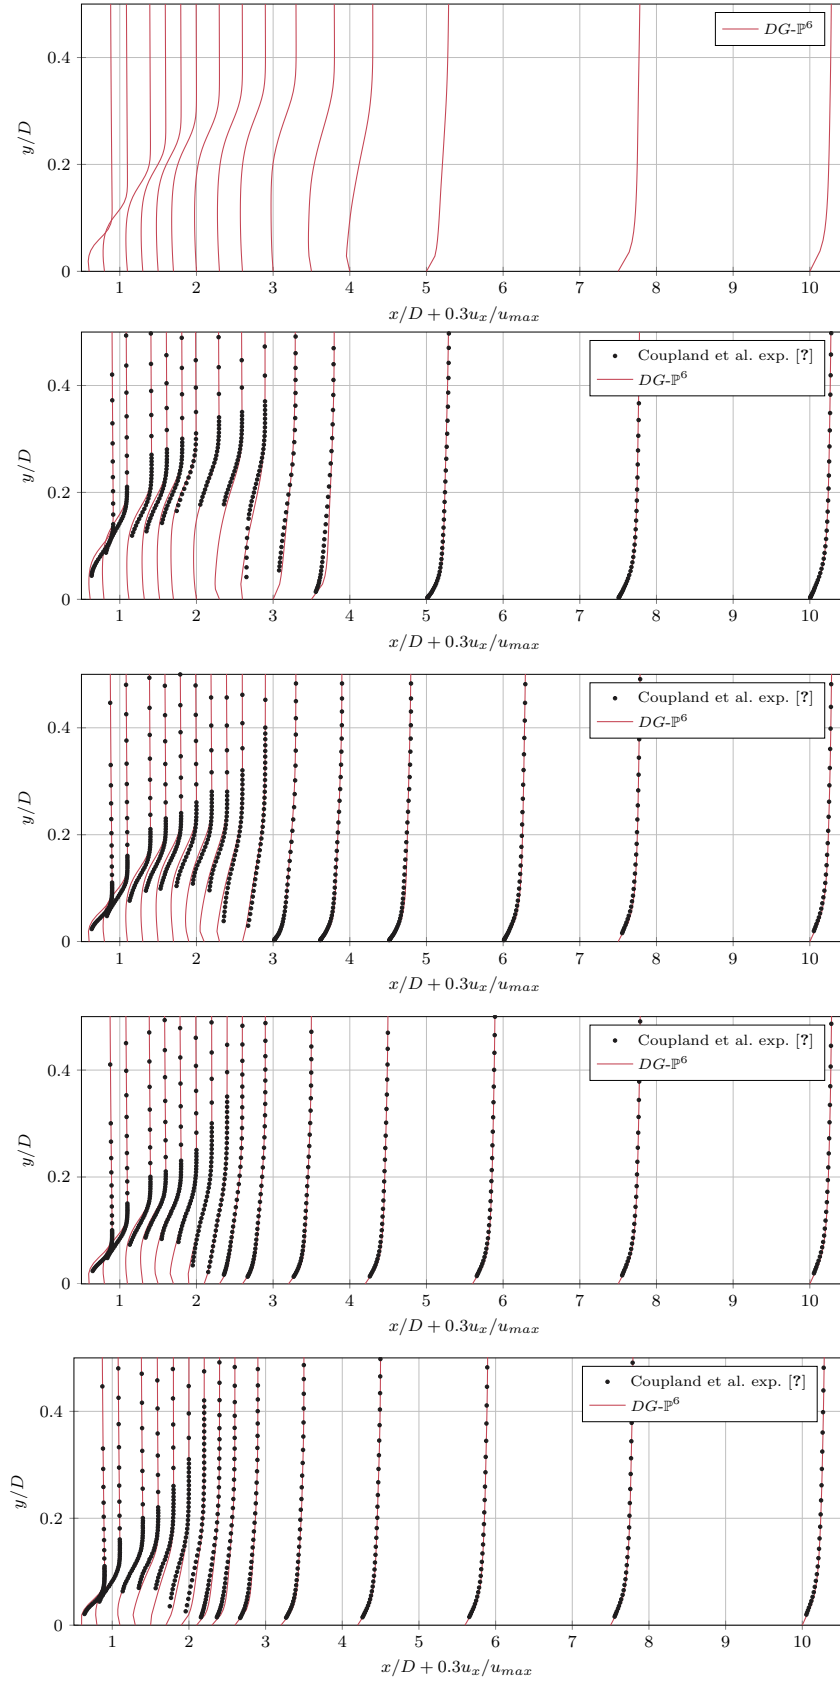 DG-ℙ⁶
0.4
0.2
0
y/D
1 2 3 4 5 6 7 8 9 10
x/D + 0.3u_x/u_max
Coupland et al. exp. [?]
DG-ℙ⁶
0.4
0.2
0
y/D
1 2 3 4 5 6 7 8 9 10
x/D + 0.3u_x/u_max
Coupland et al. exp. [?]
DG-ℙ⁶
0.4
0.2
0
y/D
1 2 3 4 5 6 7 8 9 10
x/D + 0.3u_x/u_max
Coupland et al. exp. [?]
DG-ℙ⁶
0.4
0.2
0
y/D
1 2 3 4 5 6 7 8 9 10
x/D + 0.3u_x/u_max
Coupland et al. exp. [?]
DG-ℙ⁶
0.4
0.2
0
y/D
1 2 3 4 5 6 7 8 9 10
x/D + 0.3u_x/u_max